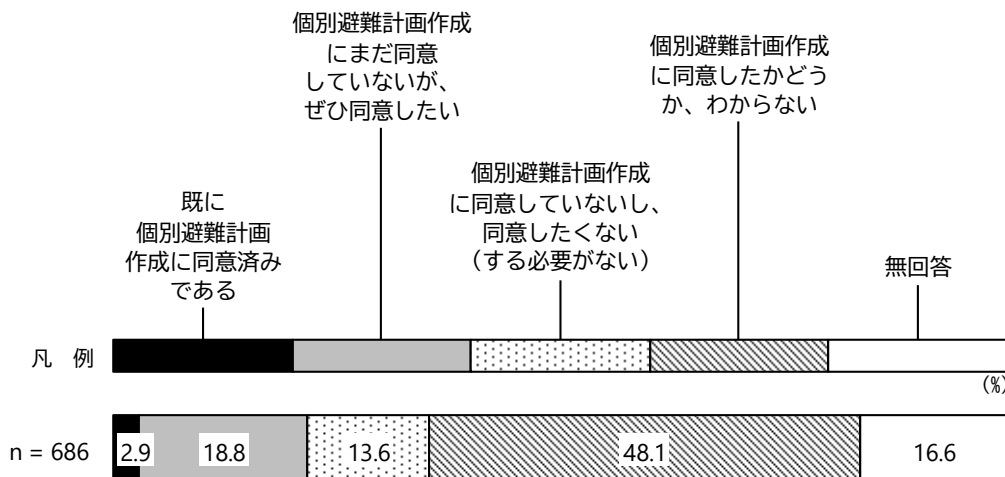 個別避難計画作成
にまだ同意
していないが、
ぜひ同意したい
個別避難計画作成
に同意したかどう
か、わからない
個別避難計画作成
に同意していないし、
同意したくない
（する必要がない）
既に
個別避難計画
作成に同意済み
である
無回答
凡　例
(%)
n = 686
2.9
18.8
13.6
48.1
16.6